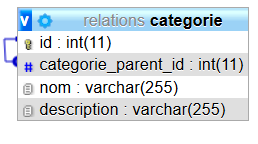 v relations categorie
id : int(11)
# categorie_parent_id : int(11)
nom : varchar(255)
description : varchar(255)